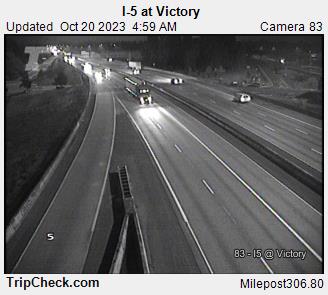 I-5 at Victory
Updated Oct 20 2023 4:59 AM Camera 83
S
83 - I5 @ Victory
TripCheck.com Milepost306.80